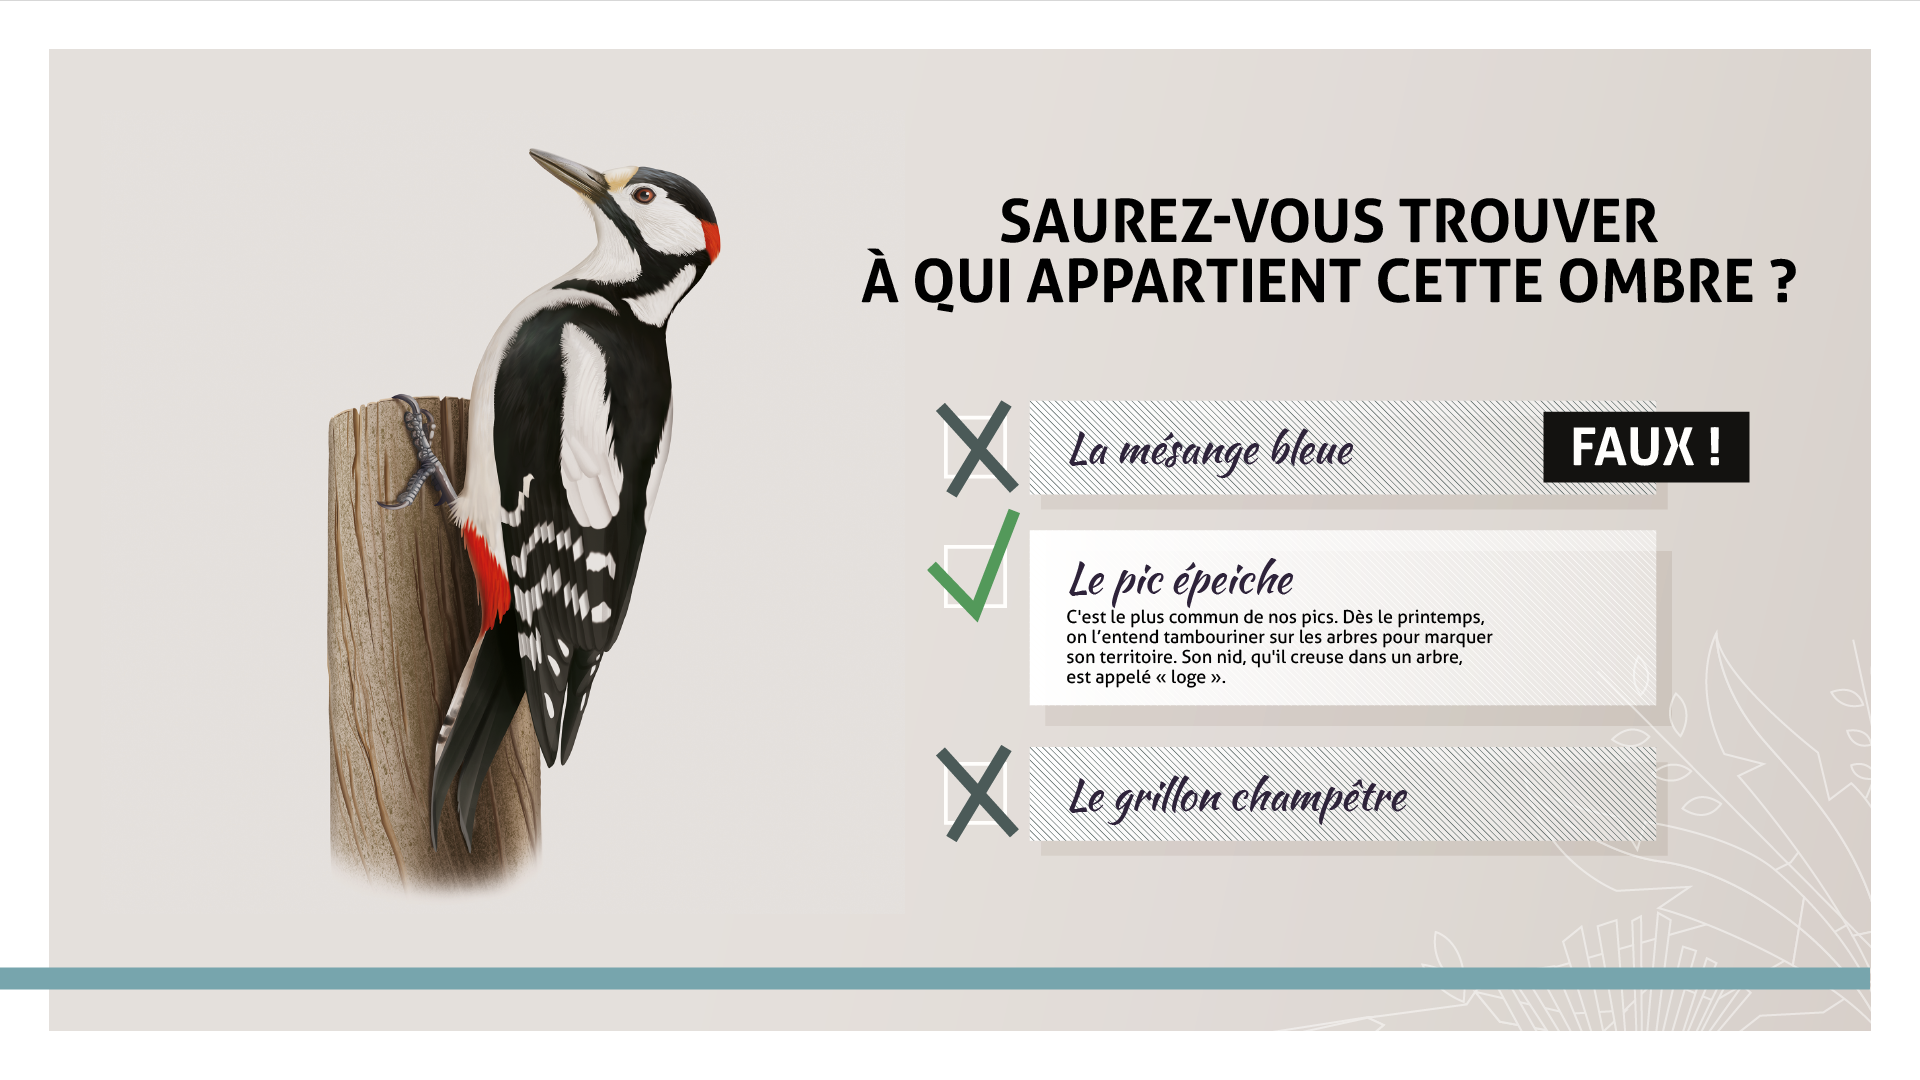 SAUREZ-VOUS TROUVER
À QUI APPARTIENT CETTE OMBRE ?
La mésange bleue
FAUX !
Le pic épeiche
C'est le plus commun de nos pics. Dès le printemps,
on l’entend tambouriner sur les arbres pour marquer
son territoire. Son nid, qu'il creuse dans un arbre,
est appelé « loge ».
Le grillon champêtre